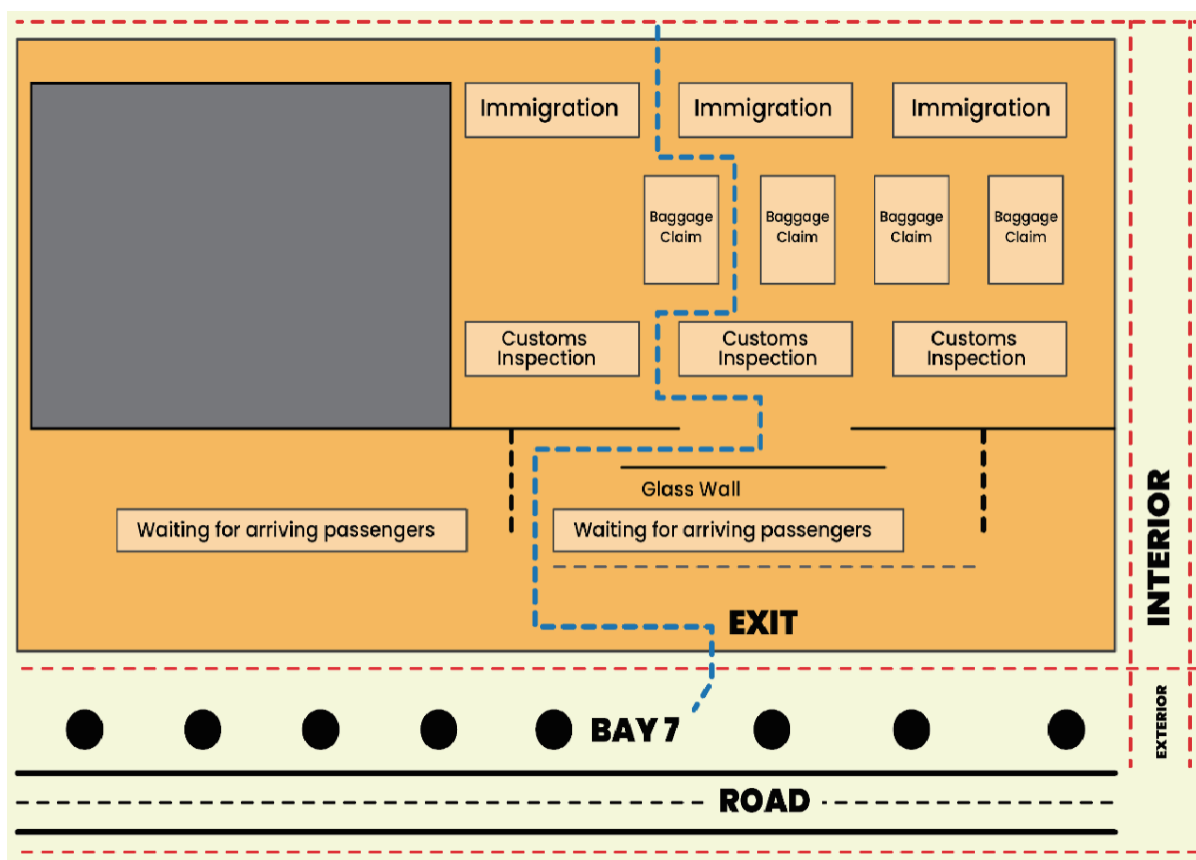 Immigration
Immigration
Immigration
Baggage
Claim
Baggage
Claim
Baggage
Claim
Baggage
Claim
Customs
Inspection
Customs
Inspection
Customs
Inspection
Glass Wall
Waiting for arriving passengers
Waiting for arriving passengers
EXIT
INTERIOR
BAY 7
EXTERIOR
ROAD